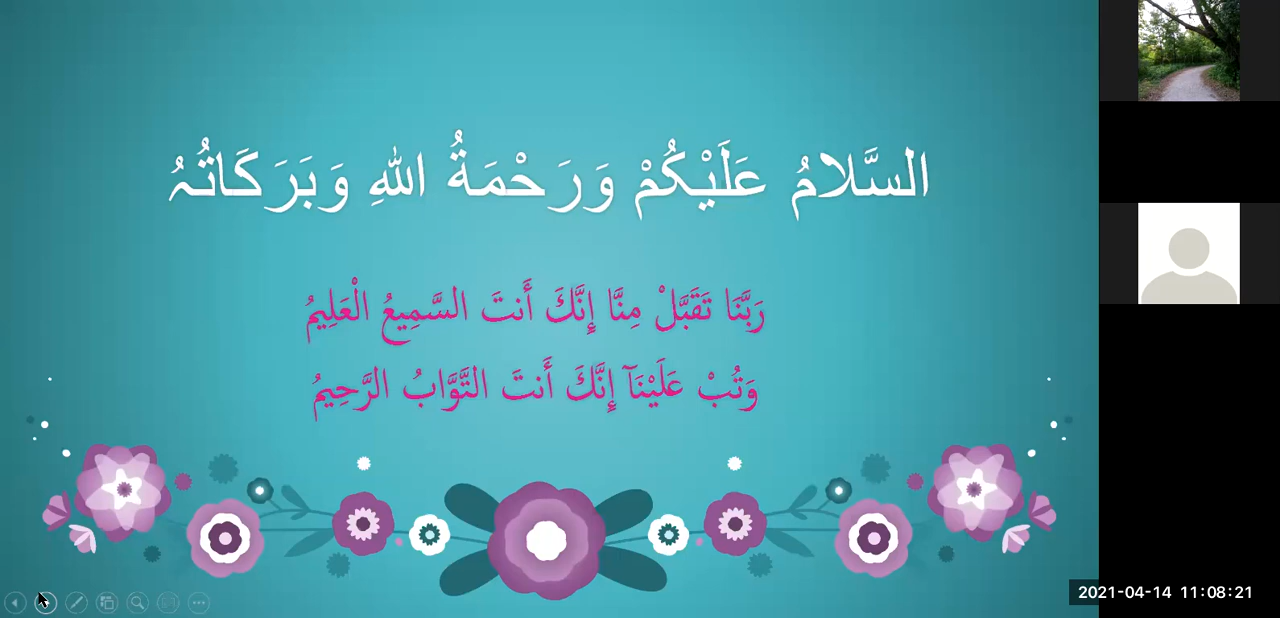 السَّلَامُ عَلَيْكُمْ وَرَحْمَةُ اللهِ وَبَرَكَاتُہُ
رَبَّنَا تَقَبَّلْ مِنَّا إِنَّكَ أَنتَ السَّمِيعُ الْعَلِيمُ
وَتُبْ عَلَيْنَآ إِنَّكَ أَنتَ التَّوَّابُ الرَّحِيمُ
2021-04-14 11:08:21